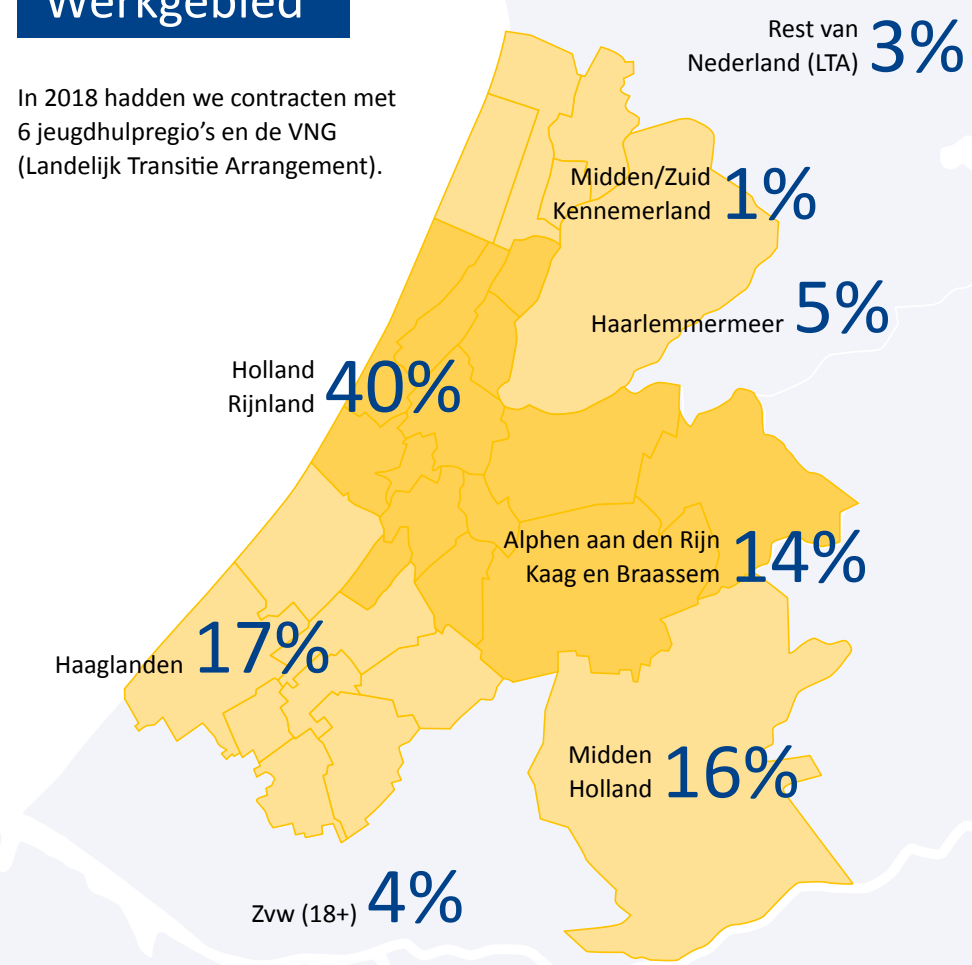 Werkgebied
In 2018 hadden we contracten met
6 jeugdhulpregio's en de VNG
(Landelijk Transitie Arrangement).
Rest van
Nederland (LTA)
3%
Midden/Zuid
Kennemerland
1%
Haarlemmermeer 5%
Holland
Rijnland
40%
Alphen aan den Rijn
Kaag en Braassem
14%
Haaglanden 17%
Midden
Holland
16%
Zvw (18+) 4%